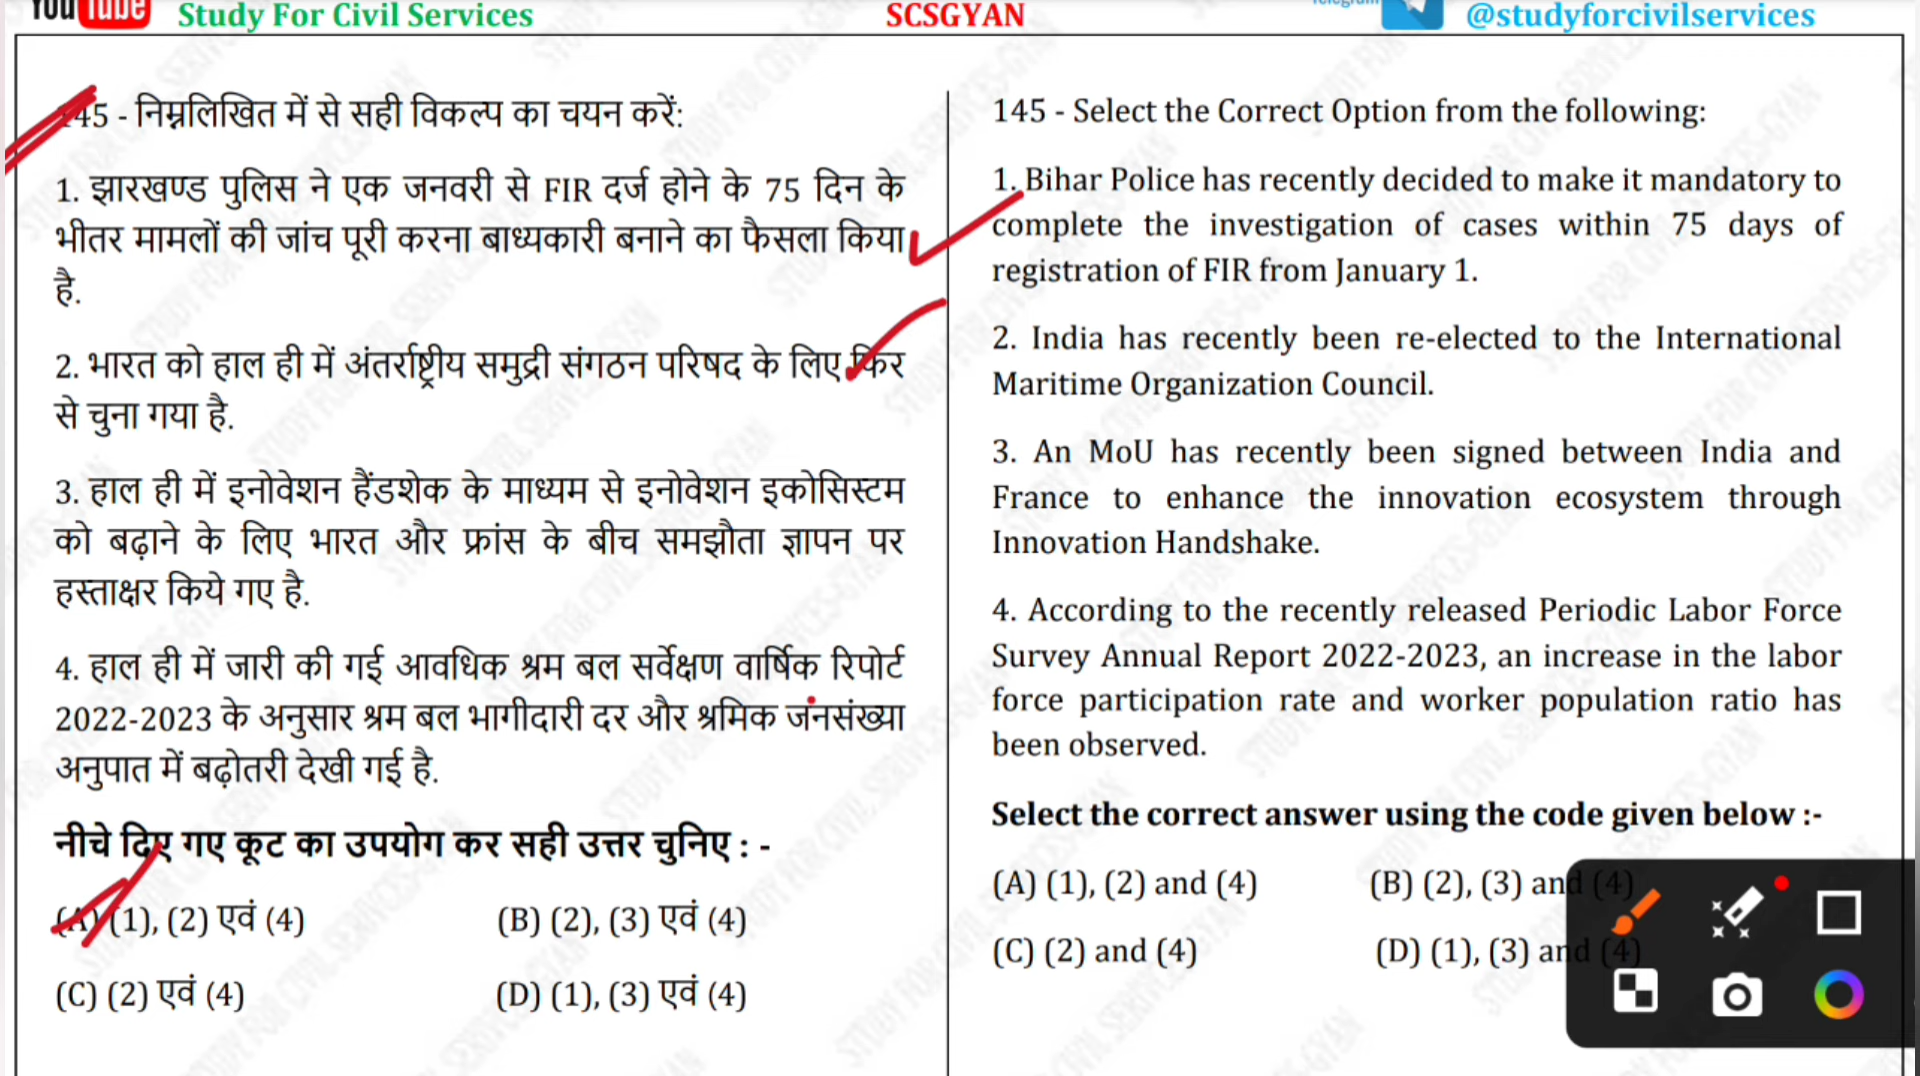 You Tube Study For Civil Services SCSGYAN Telegram @studyforcivilservices
145 - निम्नलिखित में से सही विकल्प का चयन करें:
1. झारखण्ड पुलिस ने एक जनवरी से FIR दर्ज होने के 75 दिन के
भीतर मामलों की जांच पूरी करना बाध्यकारी बनाने का फैसला किया
है.
2. भारत को हाल ही में अंतर्राष्ट्रीय समुद्री संगठन परिषद के लिए फिर
से चुना गया है.
3. हाल ही में इनोवेशन हैंडशेक के माध्यम से इनोवेशन इकोसिस्टम
को बढ़ाने के लिए भारत और फ्रांस के बीच समझौता ज्ञापन पर
हस्ताक्षर किये गए है.
4. हाल ही में जारी की गई आवधिक श्रम बल सर्वेक्षण वार्षिक रिपोर्ट
2022-2023 के अनुसार श्रम बल भागीदारी दर और श्रमिक जनसंख्या
अनुपात में बढ़ोतरी देखी गई है.
नीचे दिए गए कूट का उपयोग कर सही उत्तर चुनिए : -
(A) (1), (2) एवं (4) (B) (2), (3) एवं (4)
(C) (2) एवं (4) (D) (1), (3) एवं (4)
145 - Select the Correct Option from the following:
1. Bihar Police has recently decided to make it mandatory to
complete the investigation of cases within 75 days of
registration of FIR from January 1.
2. India has recently been re-elected to the International
Maritime Organization Council.
3. An MoU has recently been signed between India and
France to enhance the innovation ecosystem through
Innovation Handshake.
4. According to the recently released Periodic Labor Force
Survey Annual Report 2022-2023, an increase in the labor
force participation rate and worker population ratio has
been observed.
Select the correct answer using the code given below :-
(A) (1), (2) and (4) (B) (2), (3) and (4)
(C) (2) and (4) (D) (1), (3) and (4)